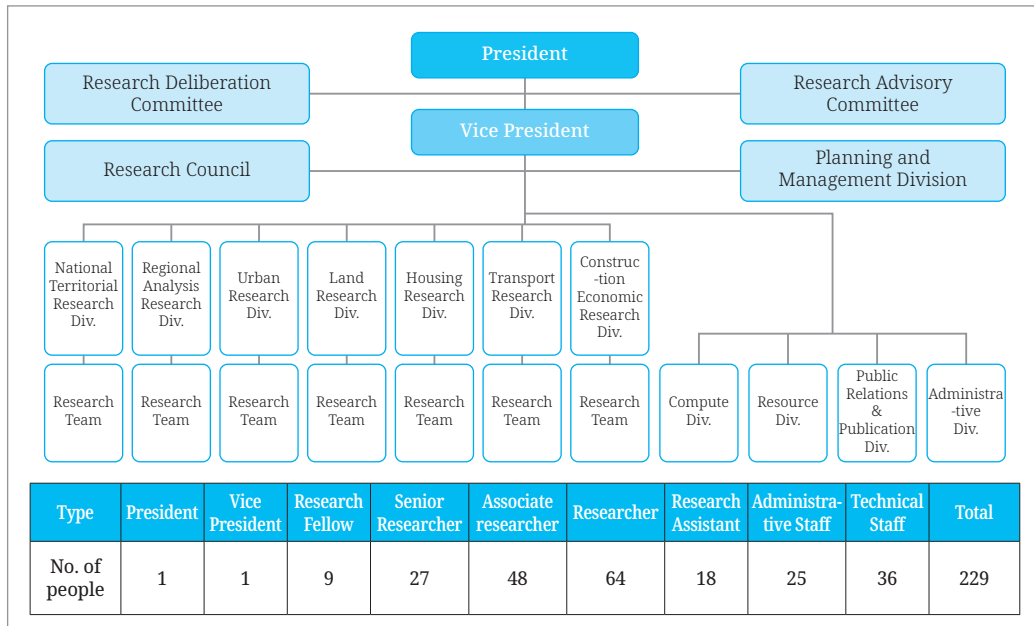 President
Research Deliberation
Committee
Research Advisory
Committee
Vice President
Research Council
Planning and
Management Division
National
Territorial
Research
Div.
Regional
Analysis
Research
Div.
Urban
Research
Div.
Land
Research
Div.
Housing
Research
Div.
Transport
Research
Div.
Construc
-tion
Economic
Research
Div.
Research
Team
Research
Team
Research
Team
Research
Team
Research
Team
Research
Team
Research
Team
Compute
Div.
Resource
Div.
Public
Relations
&
Publication
Div.
Administra-
-tive
Div.
Type
President
Vice
President
Research
Fellow
Senior
Researcher
Associate
researcher
Researcher
Research
Assistant
Administra-
tive Staff
Technical
Staff
Total
No. of
people
1
1
9
27
48
64
18
25
36
229